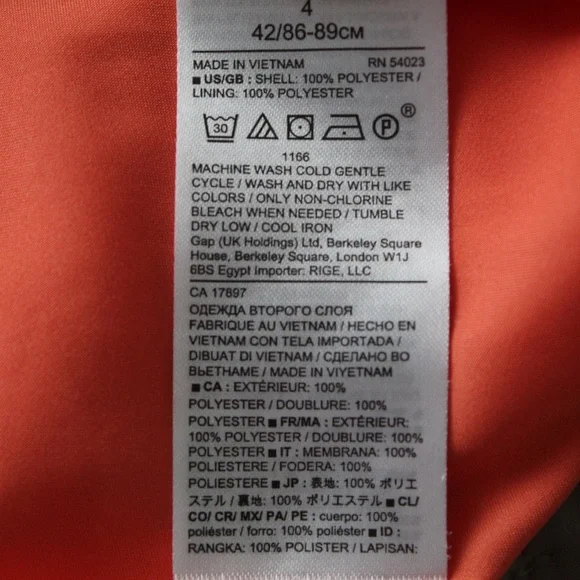 4
42/86-89см
MADE IN VIETNAM RN 54023
■ US/GB : SHELL: 100% POLYESTER /
LINING: 100% POLYESTER
30 P ®
1166
MACHINE WASH COLD GENTLE
CYCLE / WASH AND DRY WITH LIKE
COLORS / ONLY NON-CHLORINE
BLEACH WHEN NEEDED / TUMBLE
DRY LOW / COOL IRON
Gap (UK Holdings) Ltd, Berkeley Square
House, Berkeley Square, London W1J
6BS Egypt Importer: RIGE, LLC
CA 17897
ОДЕЖДА ВТОРОГО СЛОЯ
FABRIQUE AU VIETNAM / HECHO EN
VIETNAM CON TELA IMPORTADA /
DIBUAT DI VIETNAM / СДЕЛАНО ВО
ВЬЕТНАМЕ / MADE IN VIYETNAM
■ CA : EXTÉRIEUR: 100%
POLYESTER / DOUBLURE: 100%
POLYESTER ■ FR/MA : EXTÉRIEUR:
100% POLYESTER / DOUBLURE: 100%
POLYESTER ■ IT : MEMBRANA: 100%
POLIESTERE / FODERA: 100%
POLIESTERE ■ JP : 表地: 100% ポリエ
ステル / 裏地: 100% ポリエステル ■ CL/
CO/ CR/ MX/ PA/ PE : cuerpo: 100%
poliéster / forro: 100% poliéster ■ ID :
RANGKA: 100% POLISTER / LAPISAN: